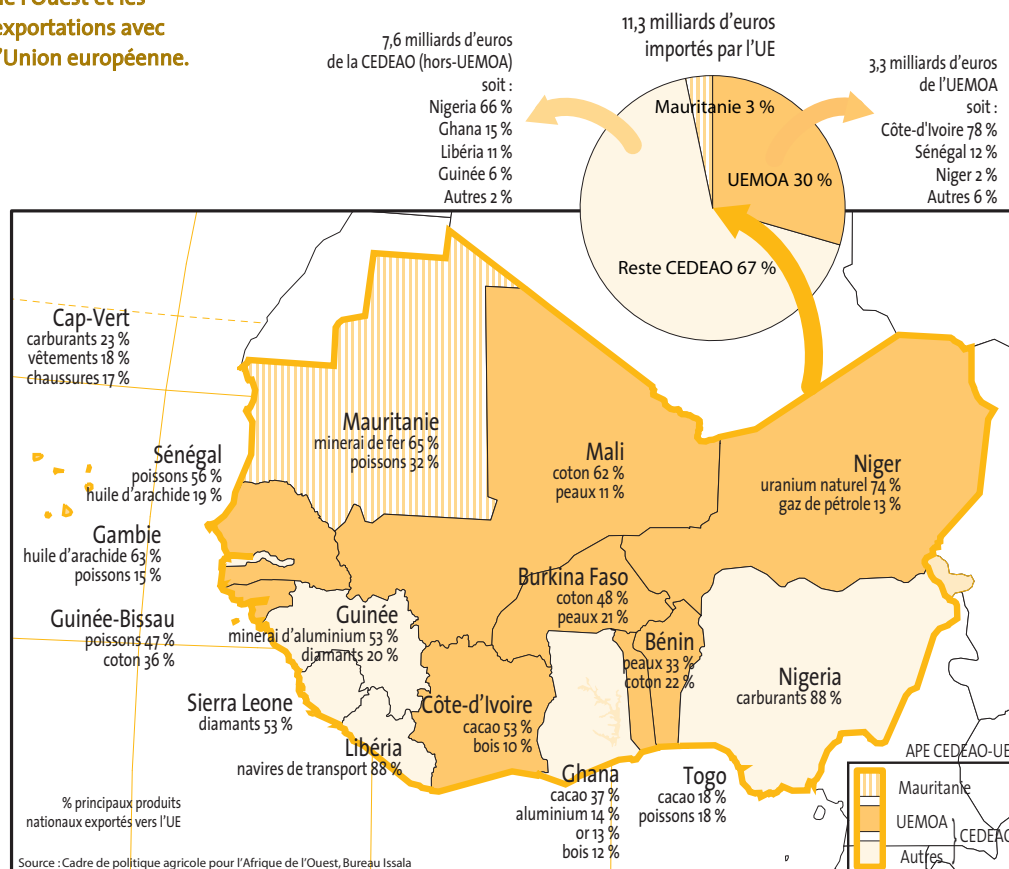 de l'Ouest et les
exportations avec
l'Union européenne.
7,6 milliards d'euros
de la CEDEAO (hors-UEMOA)
soit :
Nigeria 66 %
Ghana 15 %
Libéria 11 %
Guinée 6 %
Autres 2 %
11,3 milliards d'euros
importés par l'UE
Mauritanie 3 %
UEMOA 30 %
Reste CEDEAO 67 %
3,3 milliards d'euros
de l'UEMOA
soit :
Côte-d'Ivoire 78 %
Sénégal 12 %
Niger 2 %
Autres 6 %
Cap-Vert
carburants 23 %
vêtements 18 %
chaussures 17 %
Mauritanie
minerai de fer 65 %
poissons 32 %
Mali
coton 62 %
peaux 11 %
Niger
uranium naturel 74 %
gaz de pétrole 13 %
Sénégal
poissons 56 %
huile d'arachide 19 %
Gambie
huile d'arachide 63 %
poissons 15 %
Guinée-Bissau
poissons 47 %
coton 36 %
Guinée
minerai d'aluminium 53 %
diamants 20 %
Burkina Faso
coton 48 %
peaux 21 %
Bénin
peaux 33 %
coton 22 %
Nigeria
carburants 88 %
Sierra Leone
diamants 53 %
Libéria
navires de transport 88 %
Côte-d'Ivoire
cacao 53 %
bois 10 %
Ghana
cacao 37 %
aluminium 14 %
or 13 %
bois 12 %
Togo
cacao 18 %
poissons 18 %
% principaux produits
nationaux exportés vers l'UE
APE CEDEAO-UE
Mauritanie
UEMOA
CEDEAO
Autres
Source : Cadre de politique agricole pour l'Afrique de l'Ouest, Bureau Issala